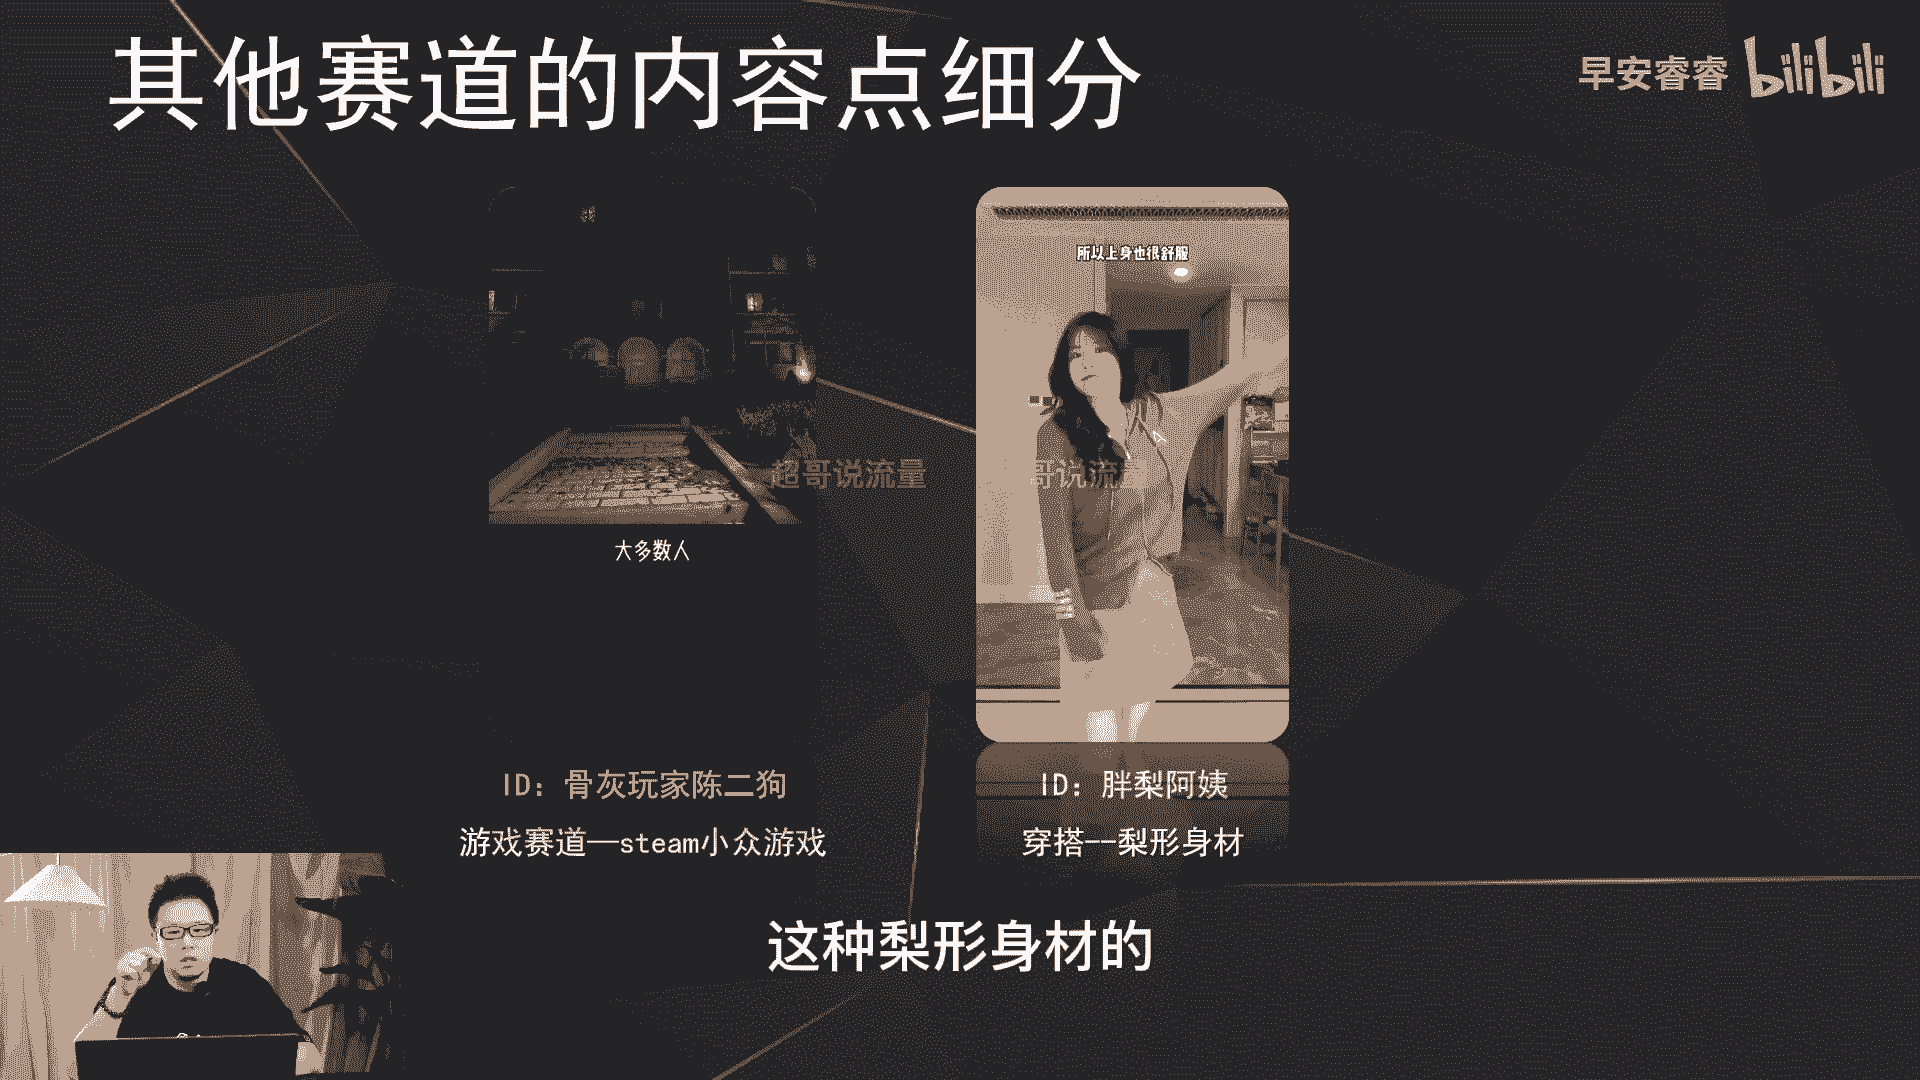 其他赛道的内容点细分
早安睿睿 bilibili
所以上身也很舒服
超哥说流量
哥说流量
大多数人
ID：骨灰玩家陈二狗
游戏赛道—steam小众游戏
ID：胖梨阿姨
穿搭--梨形身材
这种梨形身材的